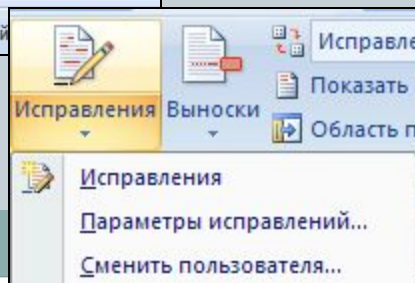 Исправле
Показать
Исправления Выноски
Область п
Исправления
Параметры исправлений...
Сменить пользователя...